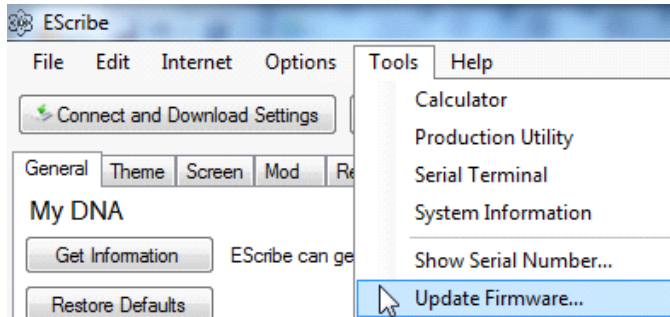 EScribe
File Edit Internet Options Tools Help
Connect and Download Settings
Calculator
Production Utility
General Theme Screen Mod
Serial Terminal
My DNA
System Information
Get Information EScribe can ge
Show Serial Number...
Restore Defaults
Update Firmware...